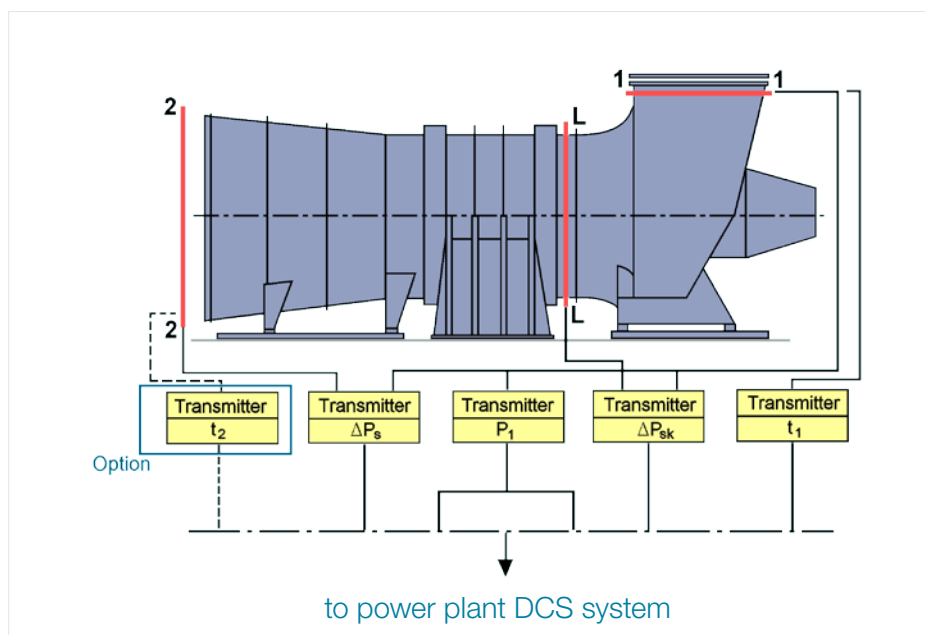 1 1
2 L
2 L
Transmitter Transmitter Transmitter Transmitter Transmitter
t₂ ΔPₛ P₁ ΔPₛₖ t₁
Option
to power plant DCS system